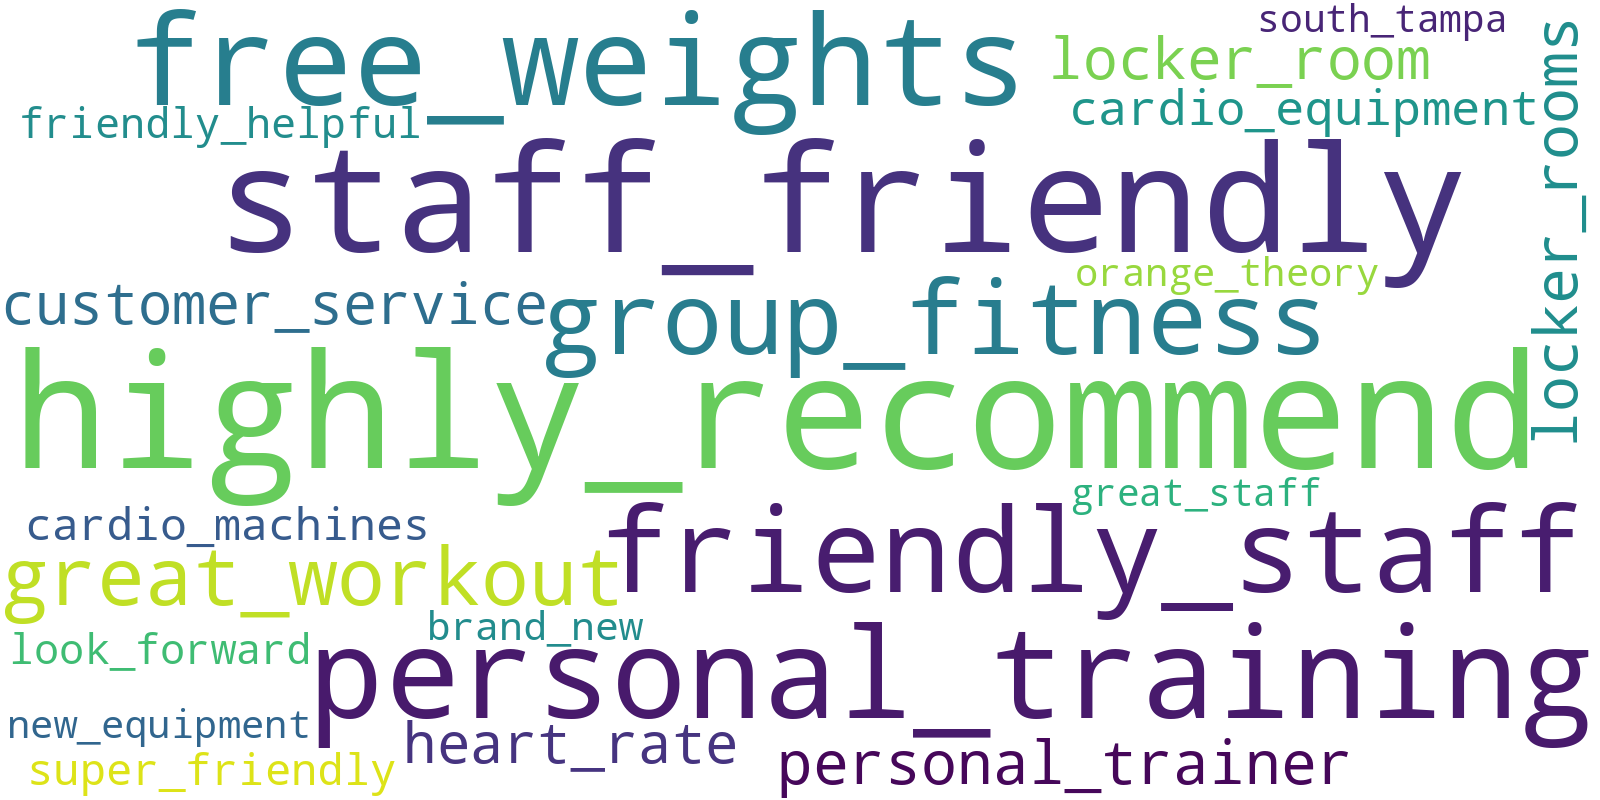 south_tampa
free_weights
locker_room
locker_rooms
cardio_equipment
friendly_helpful
staff_friendly
orange_theory
customer_service
group_fitness
highly_recommend
great_staff
cardio_machines
friendly_staff
great_workout
brand_new
look_forward
personal_training
new_equipment
heart_rate
super_friendly
personal_trainer